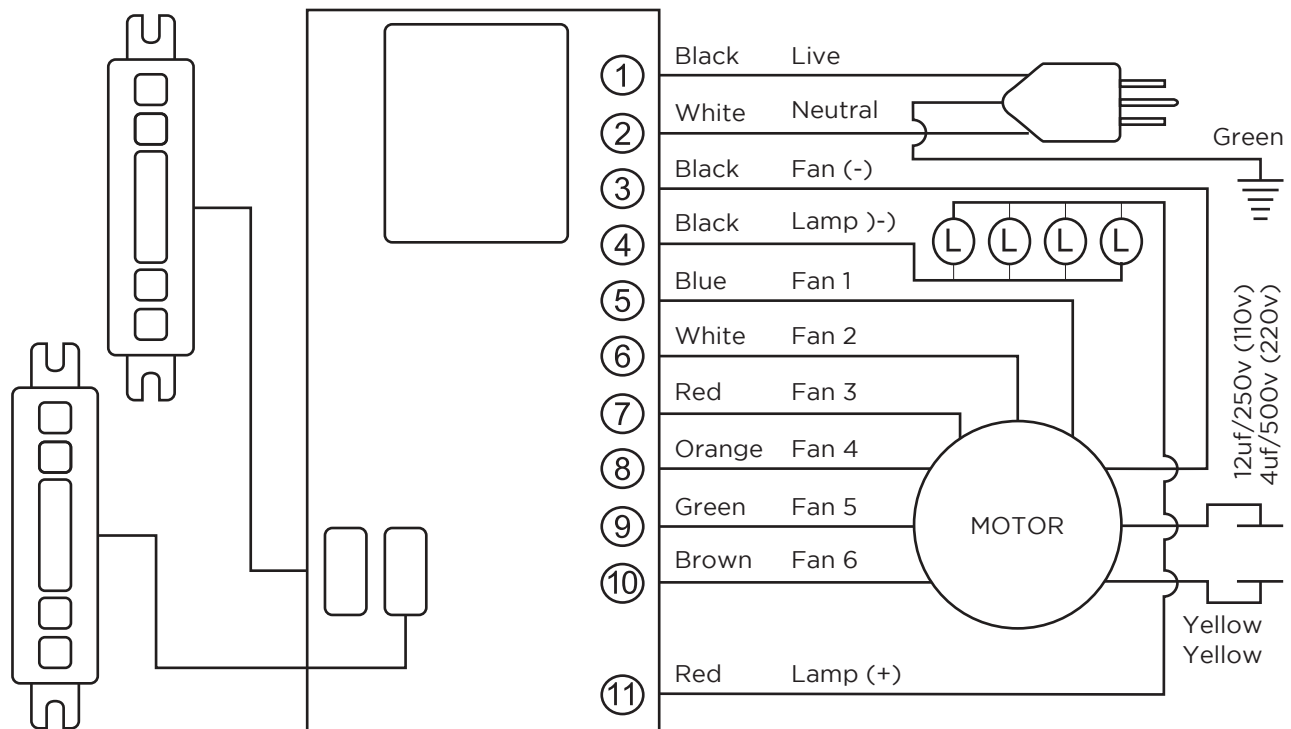 1 Black Live
2 White Neutral
Green
3 Black Fan (-)
4 Black Lamp )-)
L L L L
5 Blue Fan 1
6 White Fan 2
7 Red Fan 3
8 Orange Fan 4
12uf/250v (110v)
4uf/500v (220v)
9 Green Fan 5
MOTOR
10 Brown Fan 6
Yellow
Yellow
11 Red Lamp (+)